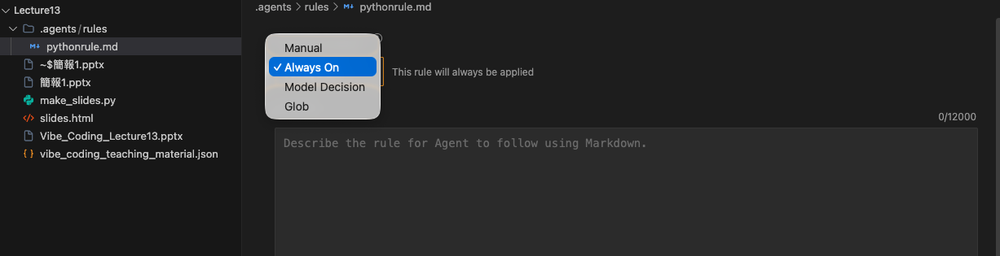 Lecture13
.agents/rules
pythonrule.md
~$簡報1.pptx
簡報1.pptx
make_slides.py
slides.html
Vibe_Coding_Lecture13.pptx
vibe_coding_teaching_material.json
.agents > rules > pythonrule.md
Manual
✓ Always On
Model Decision
Glob
This rule will always be applied
0/12000
Describe the rule for Agent to follow using Markdown.